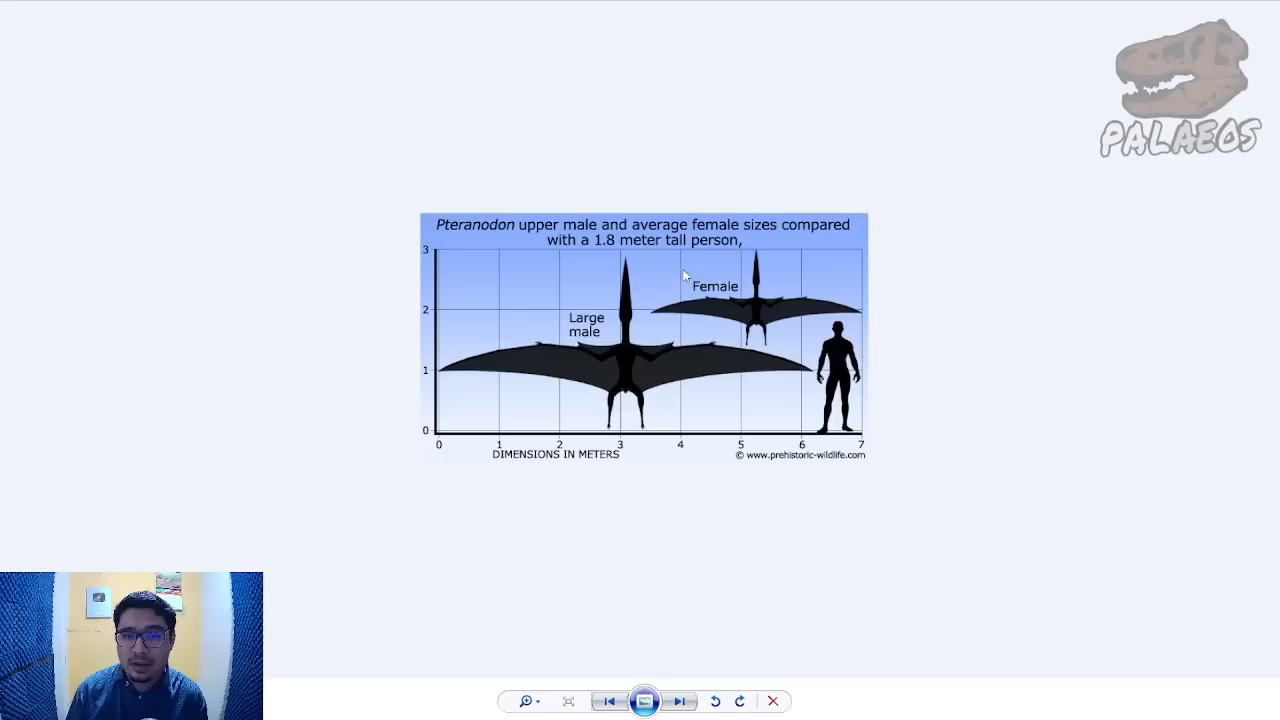 PALAEOS
Pteranodon upper male and average female sizes compared
with a 1.8 meter tall person,
3
Female
2
Large
male
1
0
0 1 2 3 4 5 6 7
DIMENSIONS IN METERS
© www.prehistoric-wildlife.com